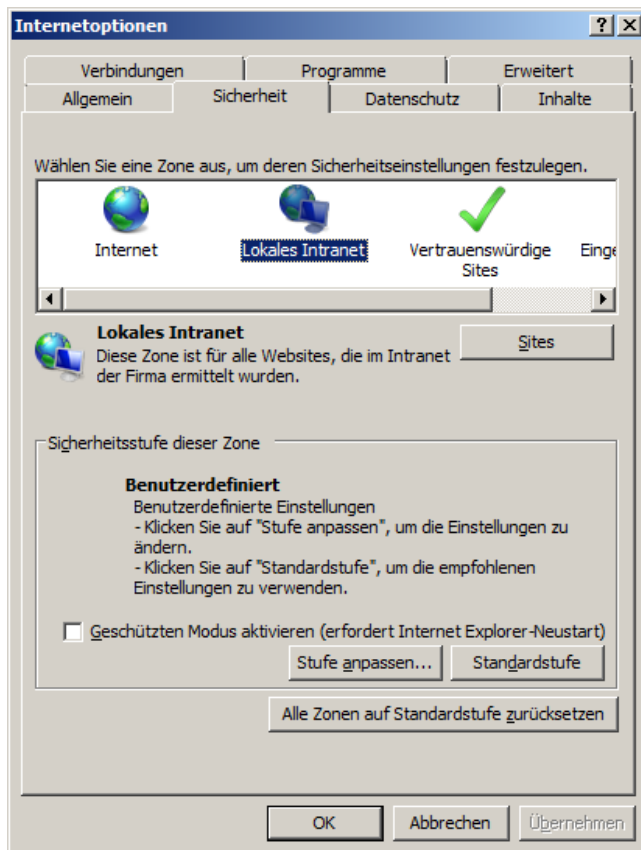 Internetoptionen
Verbindungen Programme Erweitert
Allgemein Sicherheit Datenschutz Inhalte
Wählen Sie eine Zone aus, um deren Sicherheitseinstellungen festzulegen.
Internet Lokales Intranet Vertrauenswürdige Einge
Sites
Lokales Intranet
Diese Zone ist für alle Websites, die im Intranet
der Firma ermittelt wurden.
Sites
Sicherheitsstufe dieser Zone
Benutzerdefiniert
Benutzerdefinierte Einstellungen
- Klicken Sie auf "Stufe anpassen", um die Einstellungen zu
ändern.
- Klicken Sie auf "Standardstufe", um die empfohlenen
Einstellungen zu verwenden.
Geschützten Modus aktivieren (erfordert Internet Explorer-Neustart)
Stufe anpassen... Standardstufe
Alle Zonen auf Standardstufe zurücksetzen
OK Abbrechen Übernehmen